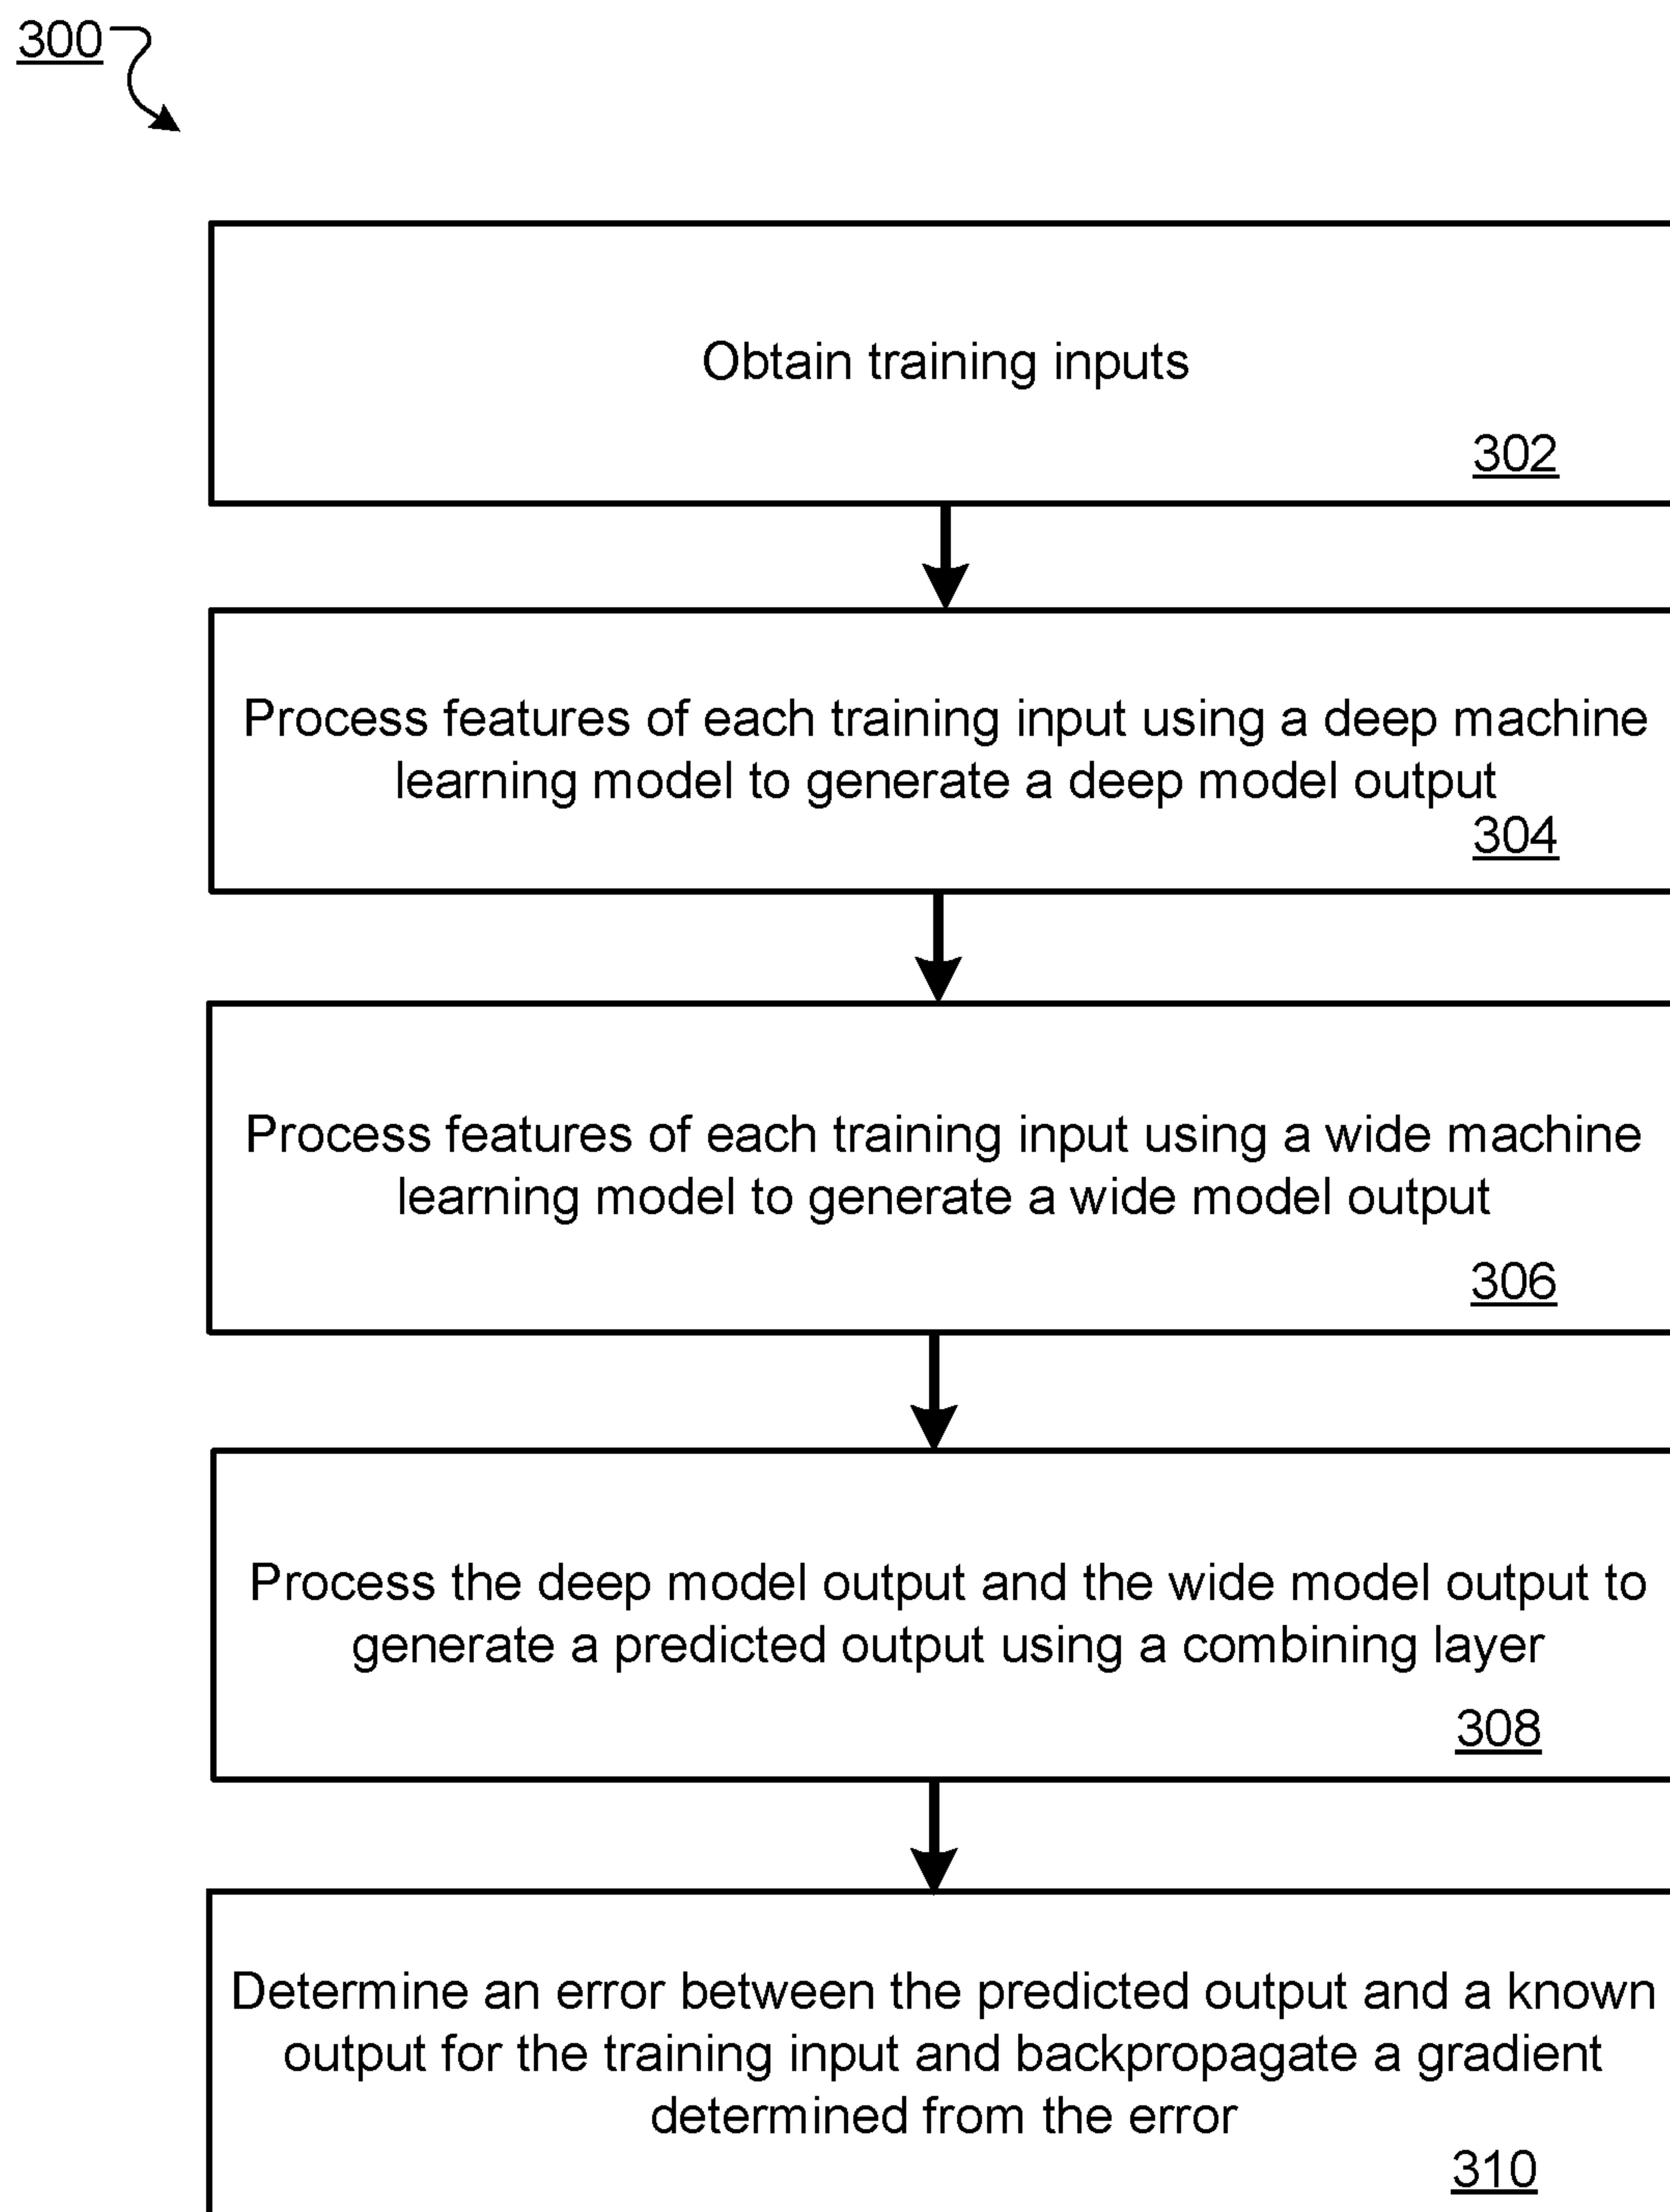 300
Obtain training inputs
302
Process features of each training input using a deep machine
learning model to generate a deep model output
304
Process features of each training input using a wide machine
learning model to generate a wide model output
306
Process the deep model output and the wide model output to
generate a predicted output using a combining layer
308
Determine an error between the predicted output and a known
output for the training input and backpropagate a gradient
determined from the error
310